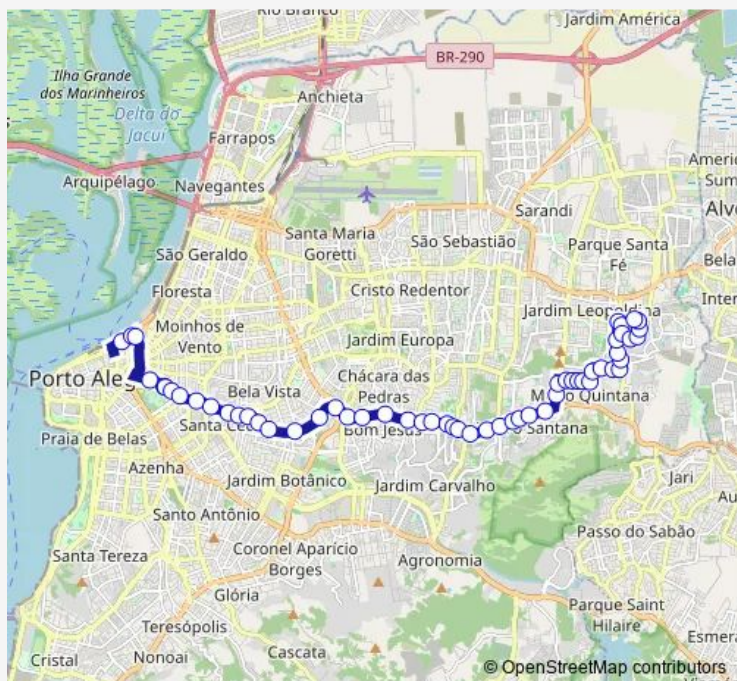 Rio Branco
Jardim América
BR-290
Ilha Grande
dos Marinheiros
Delta do
Jacuí
Anchieta
Farrapos
Americ
Arquipélago
Navegantes
Sum
Sarandi
Alvo
Santa Maria
Goretti
São Sebastião
Parque Santa
Fé
São Geraldo
Bela
Floresta
Cristo Redentor
Jardim Leopoldina
Inter
Moinhos de
Vento
Jardim Europa
Porto Aleg
Bela Vista
Chácara das
Pedras
M Quintana
Praia de Belas
Santa Ce
Bom Jesus
o Santana
Azenha
Jardim Botânico
Jardim Carvalho
Jari
Au
Santo Antônio
Passo do Sabão
Santa Tereza
Coronel Aparicio
Borges
Agronomia
Glória
Parque Saint
Hilaire
Teresópolis
Esmera
Cristal
Nonoai
Cascata
© OpenStreetMap contributors